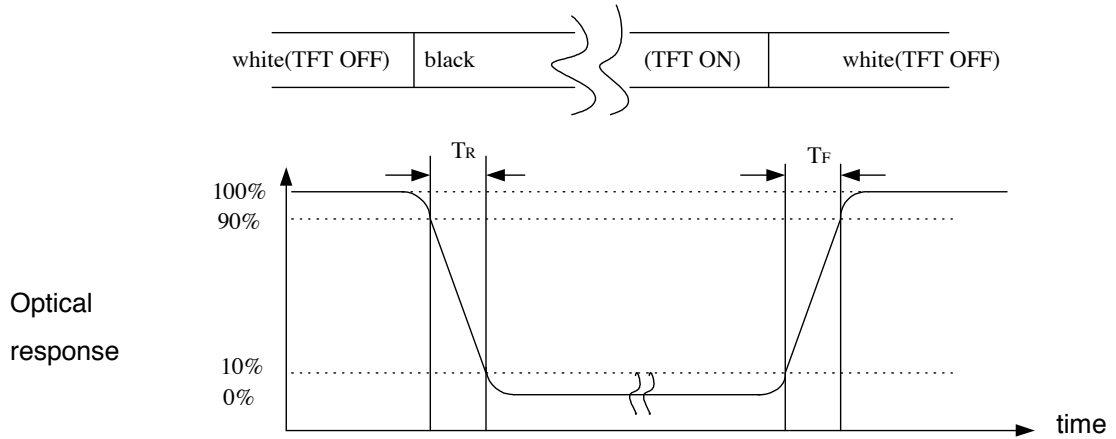 white(TFT OFF) black (TFT ON) white(TFT OFF)
TR TF
100%
90%
Optical
response
10%
0%
time